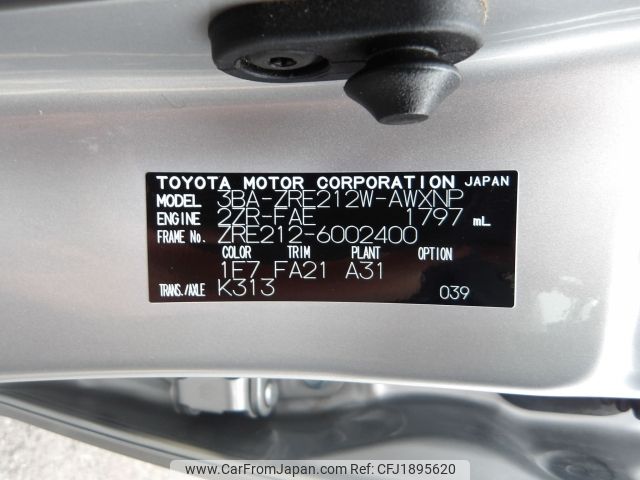 TOYOTA MOTOR CORPORATION JAPAN
MODEL 3BA-ZRE212W-AWXNP
ENGINE 2ZR-FAE 1797 mL
FRAME No. ZRE212-6002400
COLOR TRIM PLANT OPTION
1E7 FA21 A31
TRANS./AXLE K313 039
www.CarFromJapan.com | Ref No. CFJ1895620